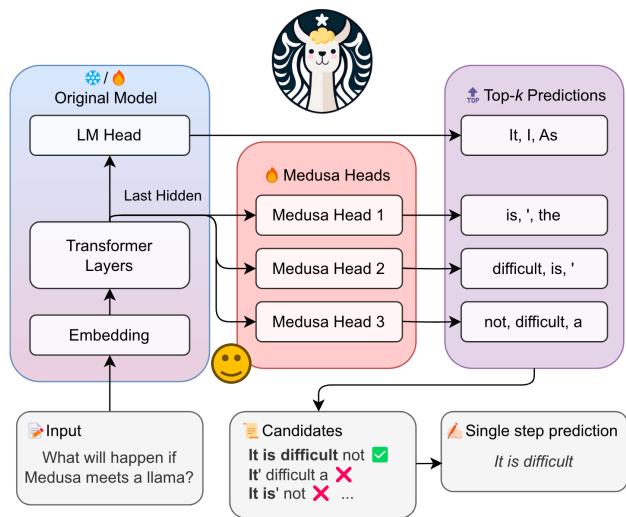 /
Original Model
LM Head
Last Hidden
Transformer
Layers
Embedding
Medusa Heads
Medusa Head 1
Medusa Head 2
Medusa Head 3
TOP
Top-k Predictions
It, I, As
is, ', the
difficult, is, '
not, difficult, a
Input
What will happen if
Medusa meets a llama?
Candidates
It is difficult not
It' difficult a
It is' not ...
Single step prediction
It is difficult